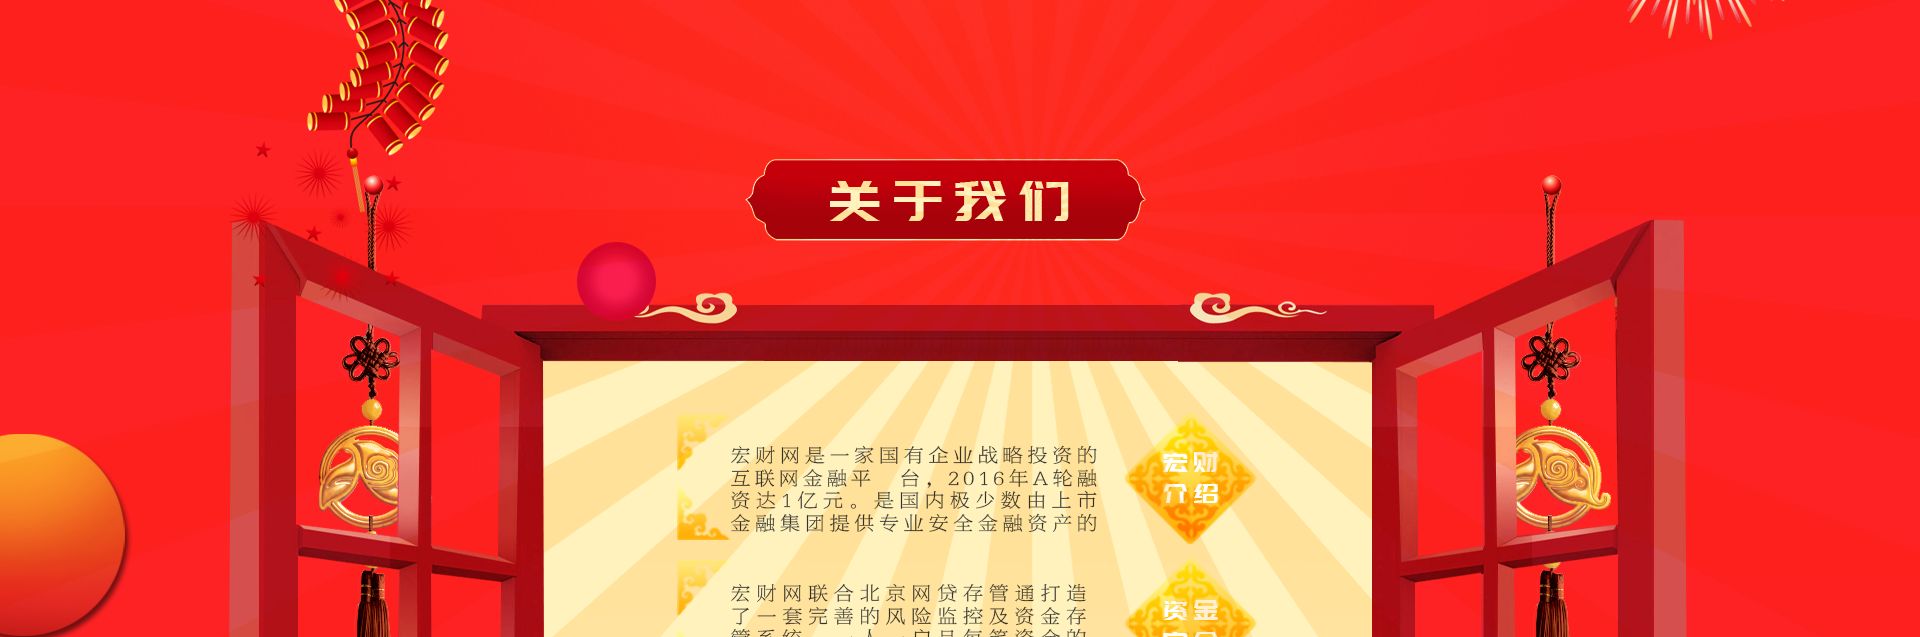 关于我们
宏财网是一家国有企业战略投资的
互联网金融平 台，2016年A轮融
资达1亿元。是国内极少数由上市
金融集团提供专业安全金融资产的
宏财
介绍
宏财网联合北京网贷存管通打造
了一套完善的风险监控及资金存
资金